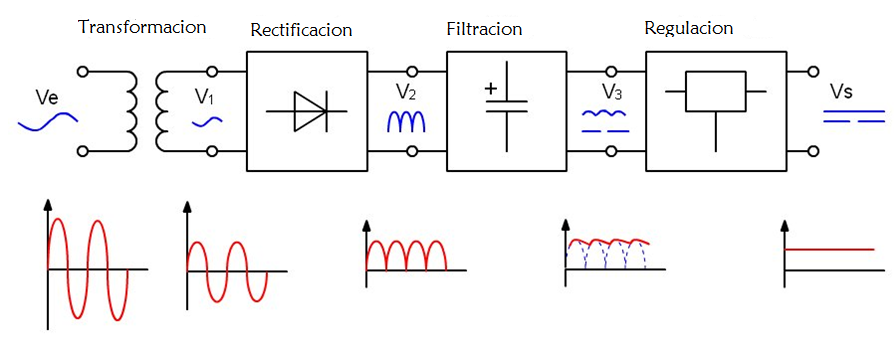 Transformacion
Rectificacion
Filtracion
Regulacion
Ve
V1
V2
+
V3
Vs